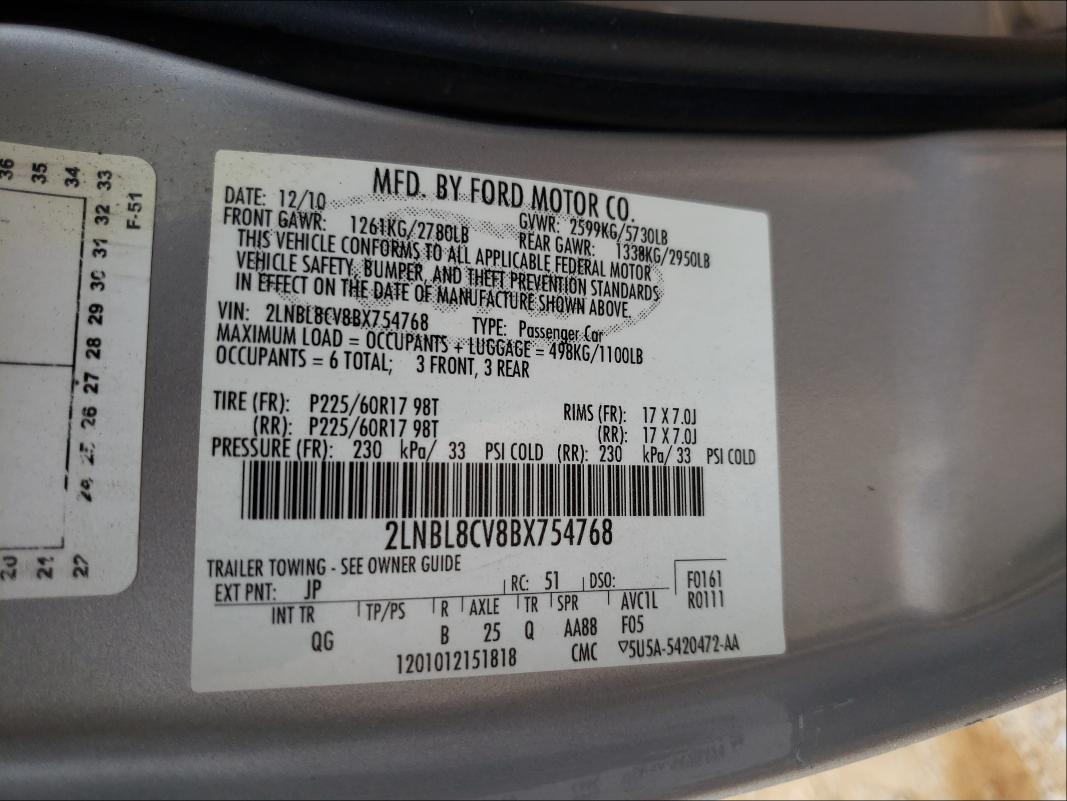 36
35
34
33
32
31
30
29
28
27
26
25
24
20
21
22
F-51
MFD. BY FORD MOTOR CO.
DATE: 12/10 GVWR: 2599KG/5730LB
FRONT GAWR: 1261KG/2780LB REAR GAWR: 1338KG/2950LB
THIS VEHICLE CONFORMS TO ALL APPLICABLE FEDERAL MOTOR
VEHICLE SAFETY, BUMPER, AND THEFT PREVENTION STANDARDS
IN EFFECT ON THE DATE OF MANUFACTURE SHOWN ABOVE.
VIN: 2LNBL8CV8BX754768 TYPE: Passenger Car
MAXIMUM LOAD = OCCUPANTS + LUGGAGE = 498KG/1100LB
OCCUPANTS = 6 TOTAL; 3 FRONT, 3 REAR
TIRE (FR): P225/60R17 98T RIMS (FR): 17 X 7.0J
(RR): P225/60R17 98T (RR): 17 X 7.0J
PRESSURE (FR): 230 kPa/ 33 PSI COLD (RR): 230 kPa/ 33 PSI COLD
2LNBL8CV8BX754768
TRAILER TOWING - SEE OWNER GUIDE
EXT PNT: JP RC: 51 DSO: F0161
INT TR TP/PS R AXLE TR SPR AVC1L R0111
QG B 25 Q AA88 F05
1201012151818 CMC ▽5U5A-5420472-AA